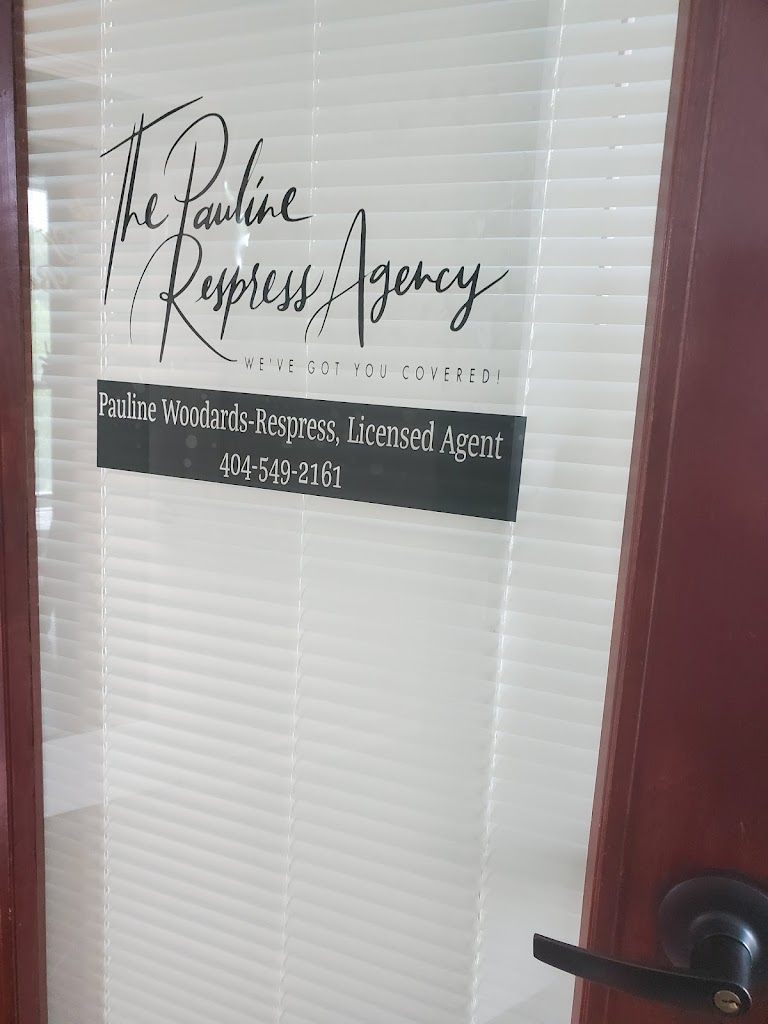 The Pauline
Respress Agency
WE'VE GOT YOU COVERED!
Pauline Woodards-Respress, Licensed Agent
404-549-2161